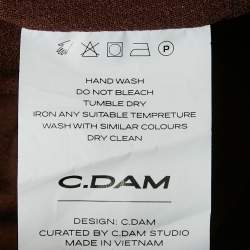 P
HAND WASH
DO NOT BLEACH
TUMBLE DRY
IRON ANY SUITABLE TEMPRETURE
WASH WITH SIMILAR COLOURS
DRY CLEAN
C.DAM
DESIGN: C.DAM
CURATED BY C.DAM STUDIO
MADE IN VIETNAM